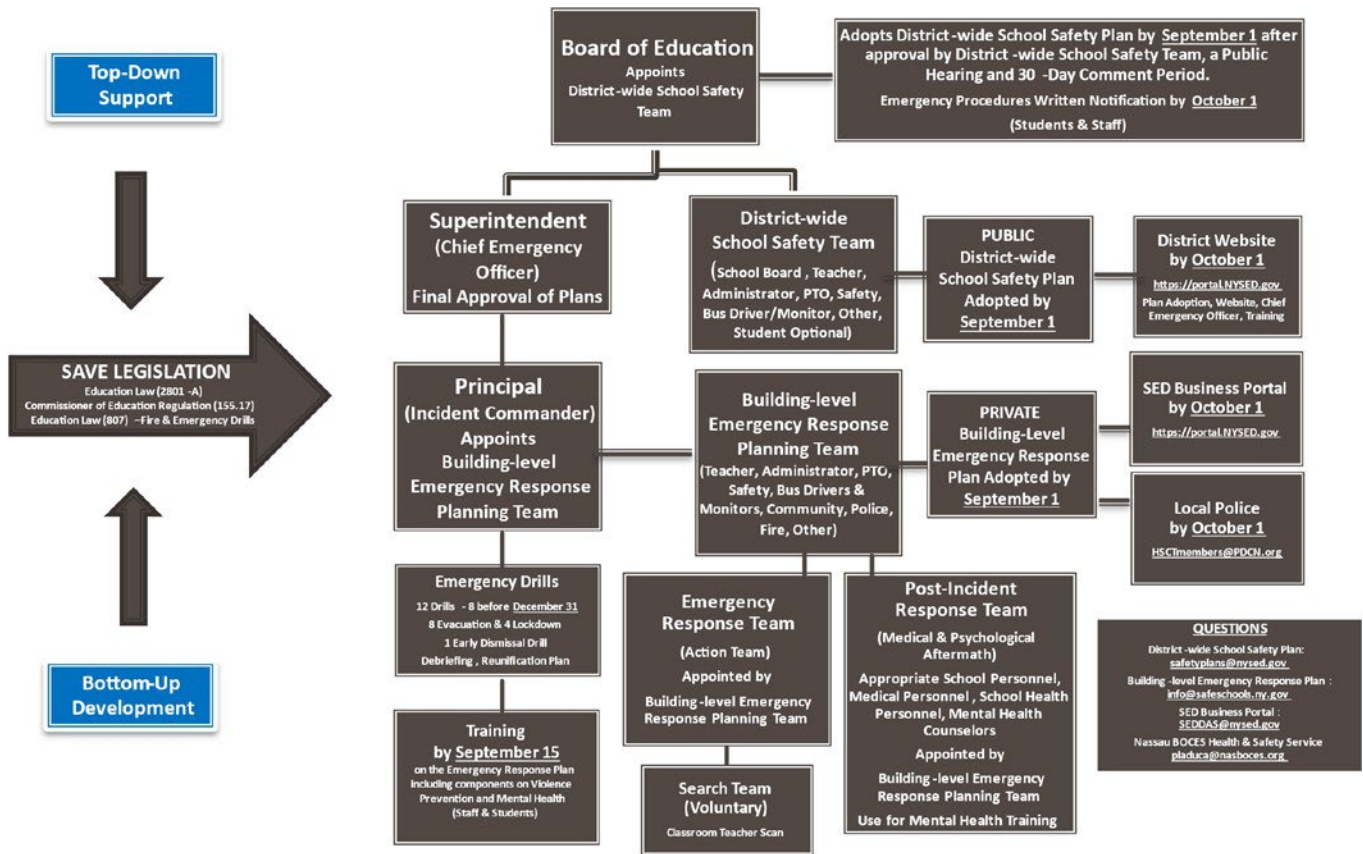 Top-Down
Support
Board of Education
Appoints
District-wide School Safety
Team
Adopts District -wide School Safety Plan by September 1 after
approval by District -wide School Safety Team, a Public
Hearing and 30 -Day Comment Period.
Emergency Procedures Written Notification by October 1
(Students & Staff)
Superintendent
(Chief Emergency
Officer)
Final Approval of Plans
District-wide
School Safety Team
(School Board , Teacher,
Administrator, PTO, Safety,
Bus Driver/Monitor, Other,
Student Optional)
PUBLIC
District-wide
School Safety Plan
Adopted by
September 1
District Website
by October 1
https://portal.NYSED.gov
Plan Adoption, Website, Chief
Emergency Officer, Training
SAVE LEGISLATION
Education Law (2801 -A)
Commissioner of Education Regulation (155.17)
Education Law (807) –Fire & Emergency Drills
Principal
(Incident Commander)
Appoints
Building-level
Emergency Response
Planning Team
Building-level
Emergency Response
Planning Team
(Teacher, Administrator, PTO,
Safety, Bus Drivers &
Monitors, Community, Police,
Fire, Other)
PRIVATE
Building-Level
Emergency Response
Plan Adopted by
September 1
SED Business Portal
by October 1
https://portal.NYSED.gov
Local Police
by October 1
HSCTmembers@PDCN.org
Emergency Drills
12 Drills - 8 before December 31
8 Evacuation & 4 Lockdown
1 Early Dismissal Drill
Debriefing , Reunification Plan
Emergency
Response Team
(Action Team)
Appointed by
Building-level Emergency
Response Planning Team
Post-Incident
Response Team
(Medical & Psychological
Aftermath)
Appropriate School Personnel,
Medical Personnel , School Health
Personnel, Mental Health
Counselors
Appointed by
Building -level Emergency
Response Planning Team
Use for Mental Health Training
QUESTIONS
District -wide School Safety Plan:
safetyplans@nysed.gov
Building -level Emergency Response Plan :
info@safeschools.ny.gov
SED Business Portal :
SEDDAS@nysed.gov
Nassau BOCES Health & Safety Service
pladuca@nasboces.org
Bottom-Up
Development
Training
by September 15
on the Emergency Response Plan
including components on Violence
Prevention and Mental Health
(Staff & Students)
Search Team
(Voluntary)
Classroom Teacher Scan